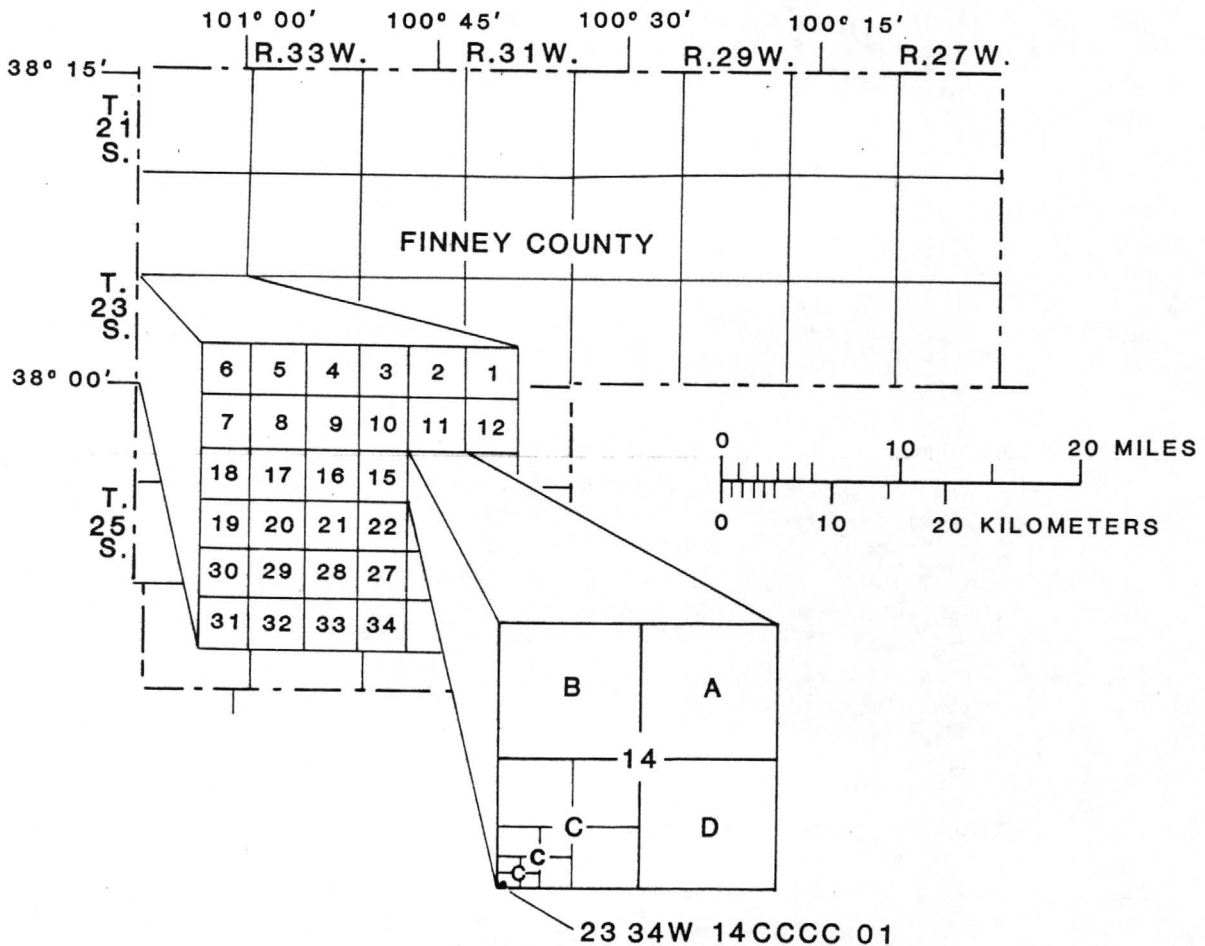 101° 00' 100° 45' 100° 30' 100° 15'
R.33W. R.31W. R.29W. R.27W.
38° 15'
T.
21
S.
FINNEY COUNTY
T.
23
S.
6 5 4 3 2 1
38° 00'
7 8 9 10 11 12
0 10 20 MILES
18 17 16 15
T.
25
S.
19 20 21 22
0 10 20 KILOMETERS
30 29 28 27
31 32 33 34
B A
14
C D
C
C
23 34W 14CCCC 01